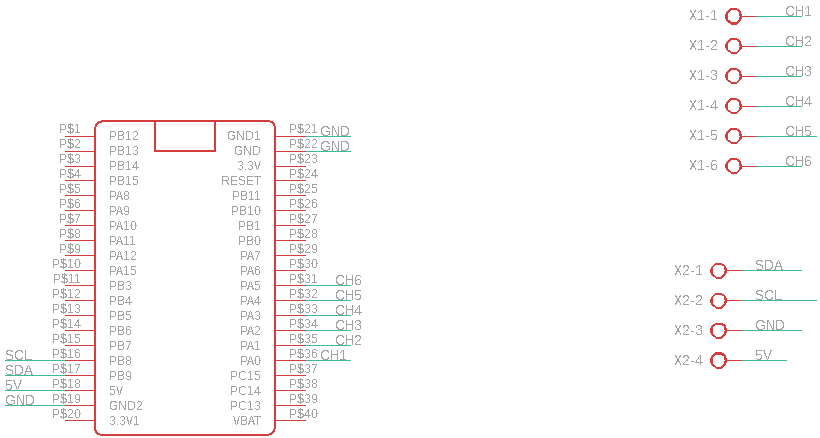 X1-1 CH1
X1-2 CH2
X1-3 CH3
X1-4 CH4
X1-5 CH5
X1-6 CH6
P$1 PB12 GND1 P$21 GND
P$2 PB13 GND P$22 GND
P$3 PB14 3.3V P$23
P$4 PB15 RESET P$24
P$5 PA8 PB11 P$25
P$6 PA9 PB10 P$26
P$7 PA10 PB1 P$27
P$8 PA11 PB0 P$28
P$9 PA12 PA7 P$29
P$10 PA15 PA6 P$30
P$11 PB3 PA5 P$31 CH6
P$12 PB4 PA4 P$32 CH5
P$13 PB5 PA3 P$33 CH4
P$14 PB6 PA2 P$34 CH3
P$15 PB7 PA1 P$35 CH2
SCL P$16 PB8 PA0 P$36 CH1
SDA P$17 PB9 PC15 P$37
5V P$18 5V PC14 P$38
GND P$19 GND2 PC13 P$39
P$20 3.3V1 VBAT P$40
X2-1 SDA
X2-2 SCL
X2-3 GND
X2-4 5V